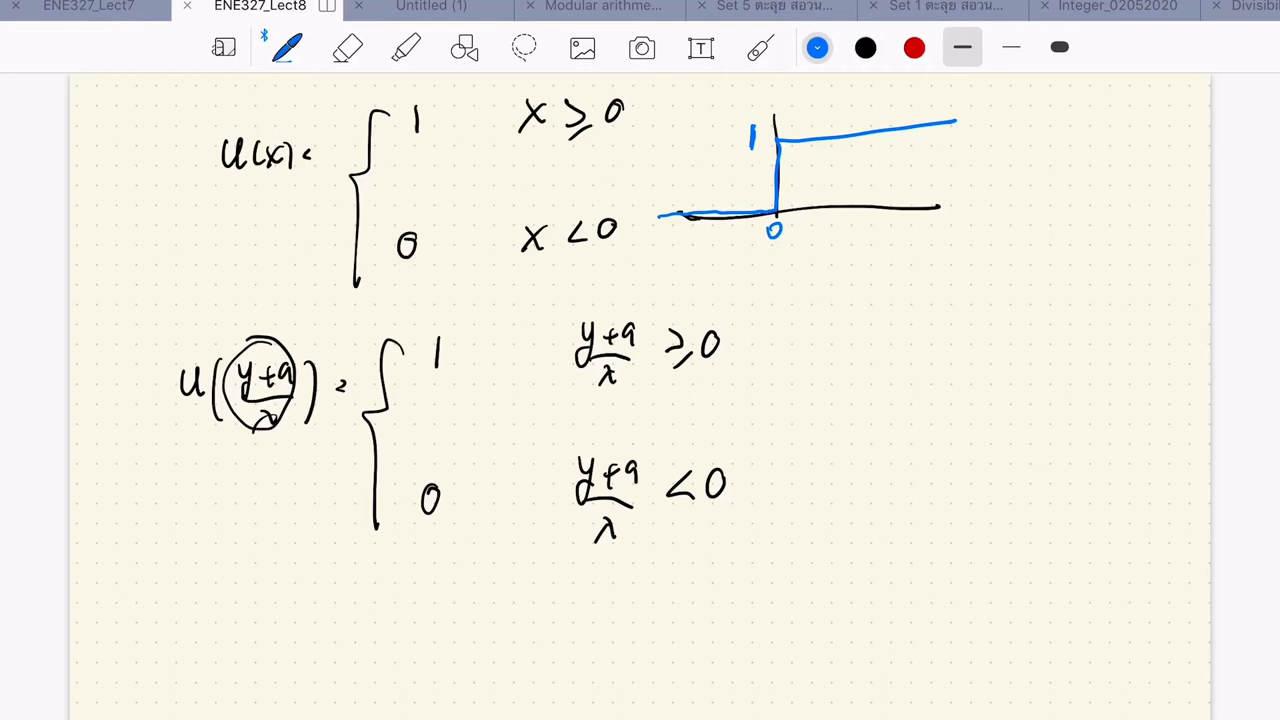 ENE327_Lect7 ENE327_Lect8 Untitled (1) Modular arithme... Set 5 ตะลุย สอวน... Set 1 ตะลุย สอวน... Integer_02052020 Divisibil
U(x) = { 1 x ≥ 0
0 x < 0
1
0
U((y+a)/λ) = { 1 (y+a)/λ ≥ 0
0 (y+a)/λ < 0